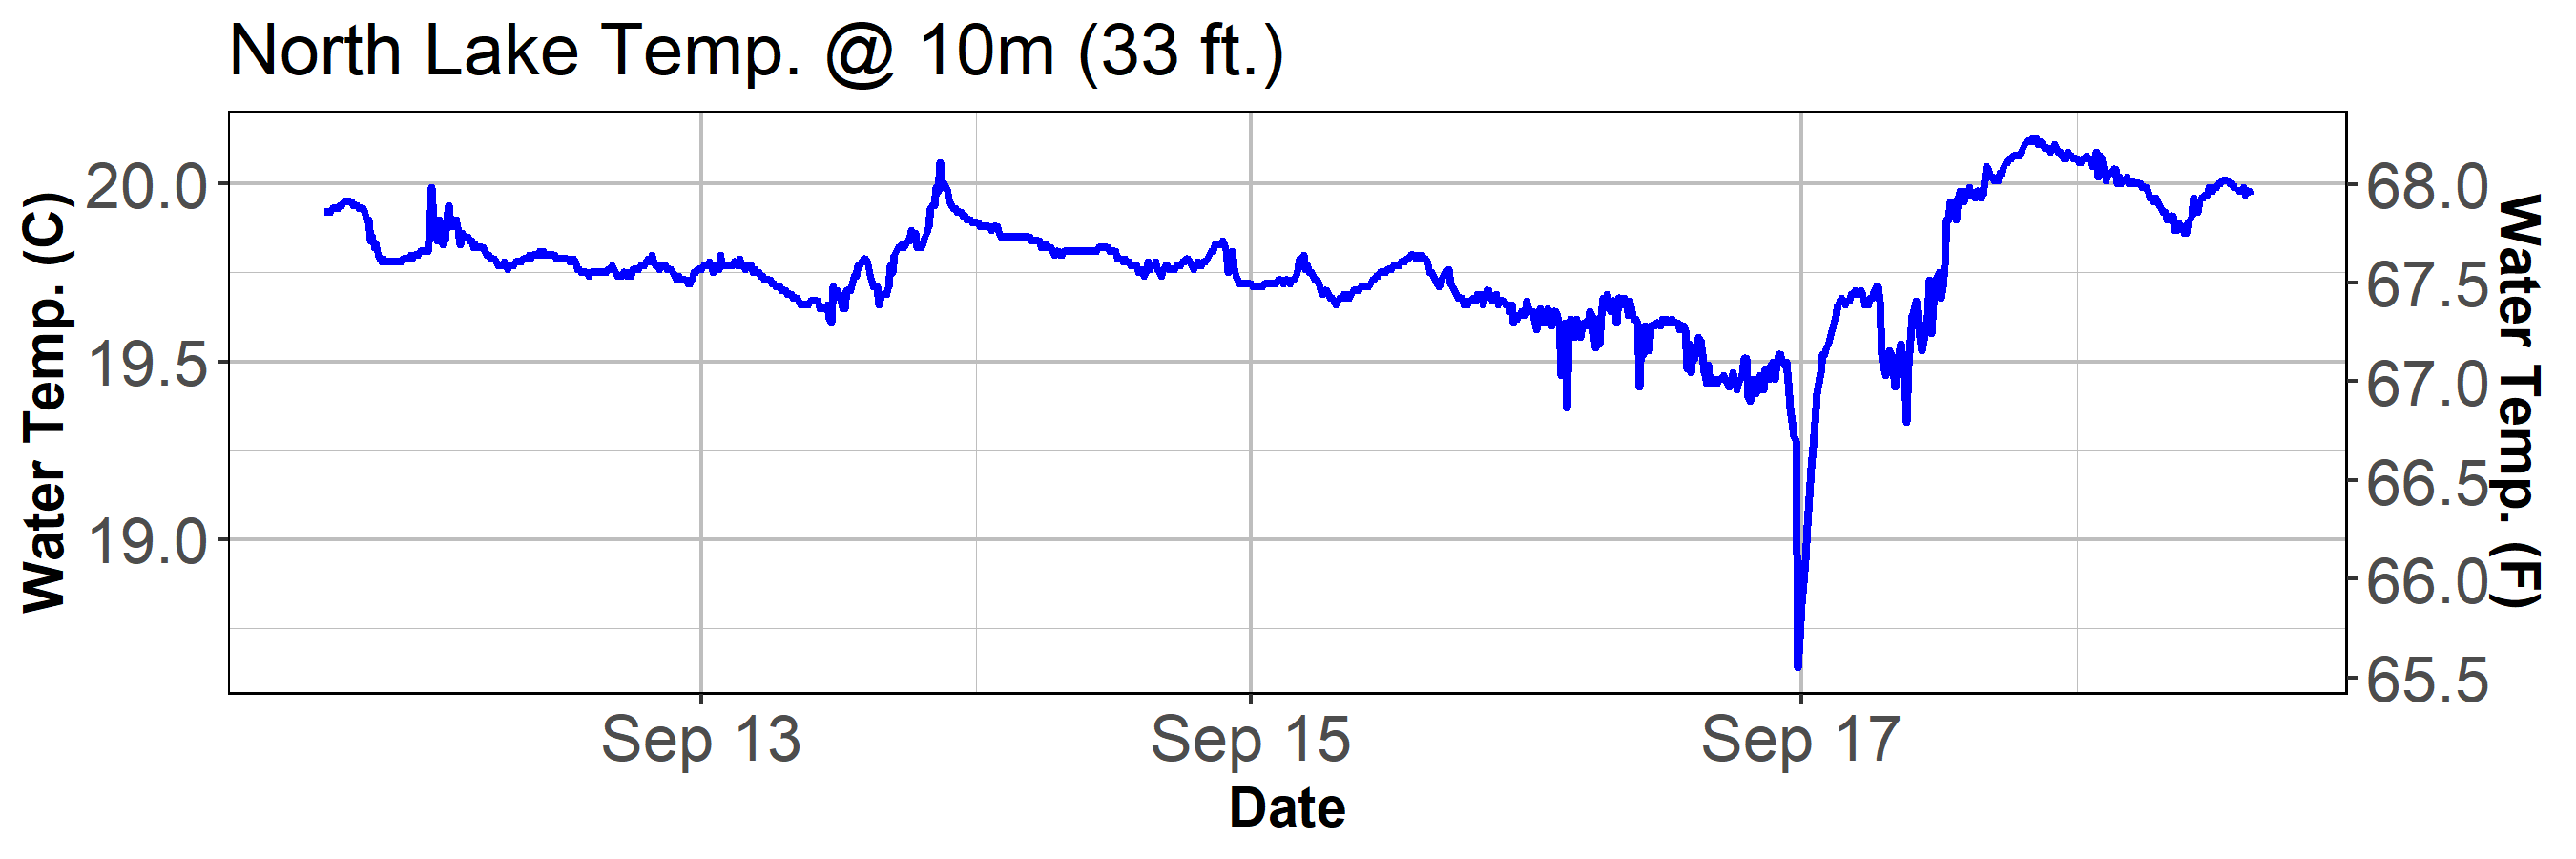 North Lake Temp. @ 10m (33 ft.)
Water Temp. (C)
20.0
19.5
19.0
68.0
67.5
67.0
66.5
66.0
65.5
Water Temp. (F)
Sep 13 Sep 15 Sep 17
Date